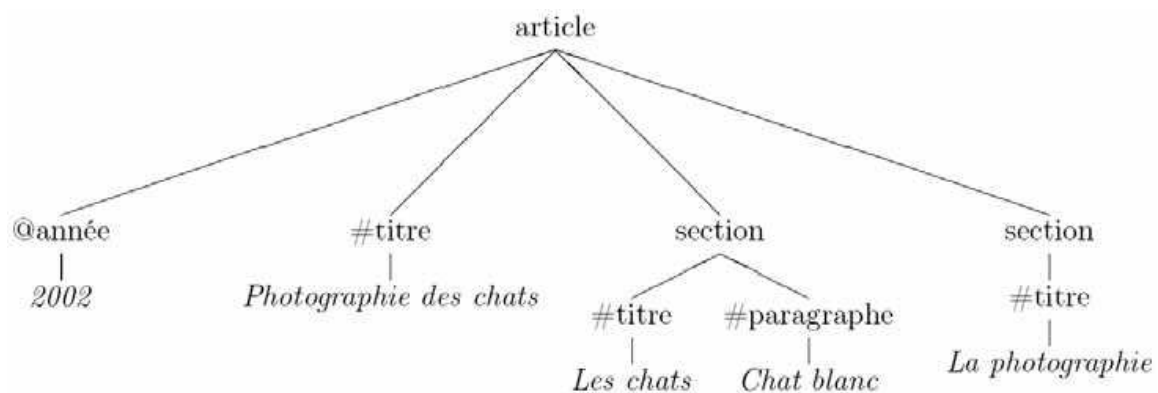 article
@année #titre section section
2002 Photographie des chats #titre #paragraphe #titre
Les chats Chat blanc La photographie